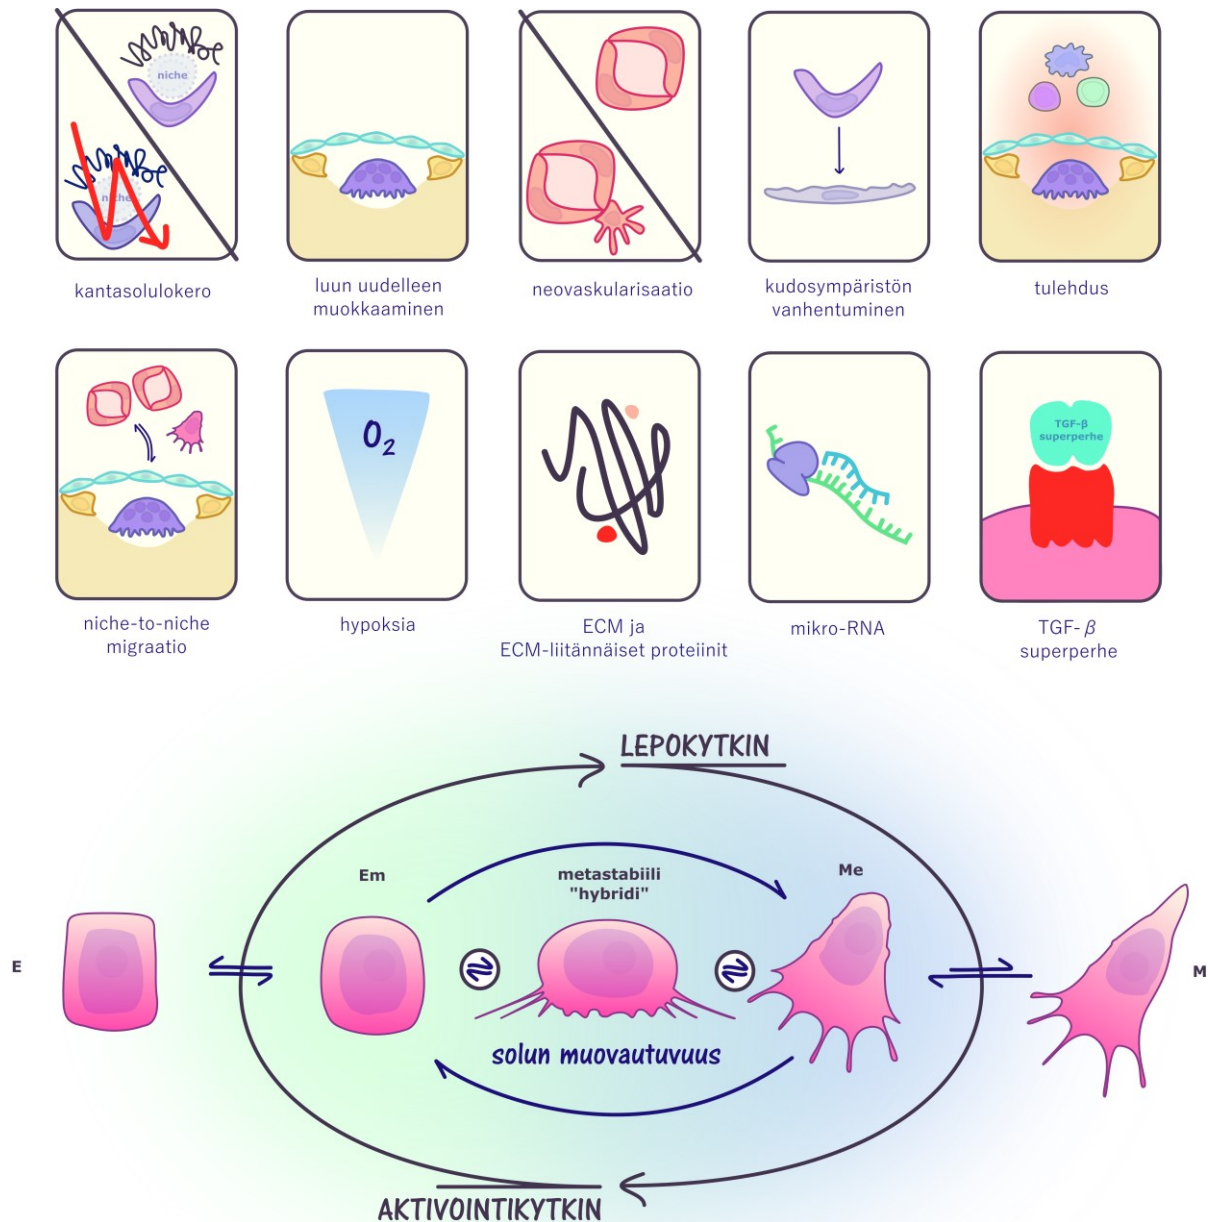 niche
niche
kantasolulokero
luun uudelleen
muokkaaminen
neovaskularisaatio
kudosympäristön
vanhentuminen
tulehdus
niche-to-niche
migraatio
O₂
hypoksia
ECM ja
ECM-liitännäiset proteiinit
mikro-RNA
TGF-β
superperhe
TGF-β
superperhe
LEPOKYTKIN
Em
metastabiili
"hybridi"
Me
E
M
solun muovautuvuus
AKTIVOINTIKYTKIN